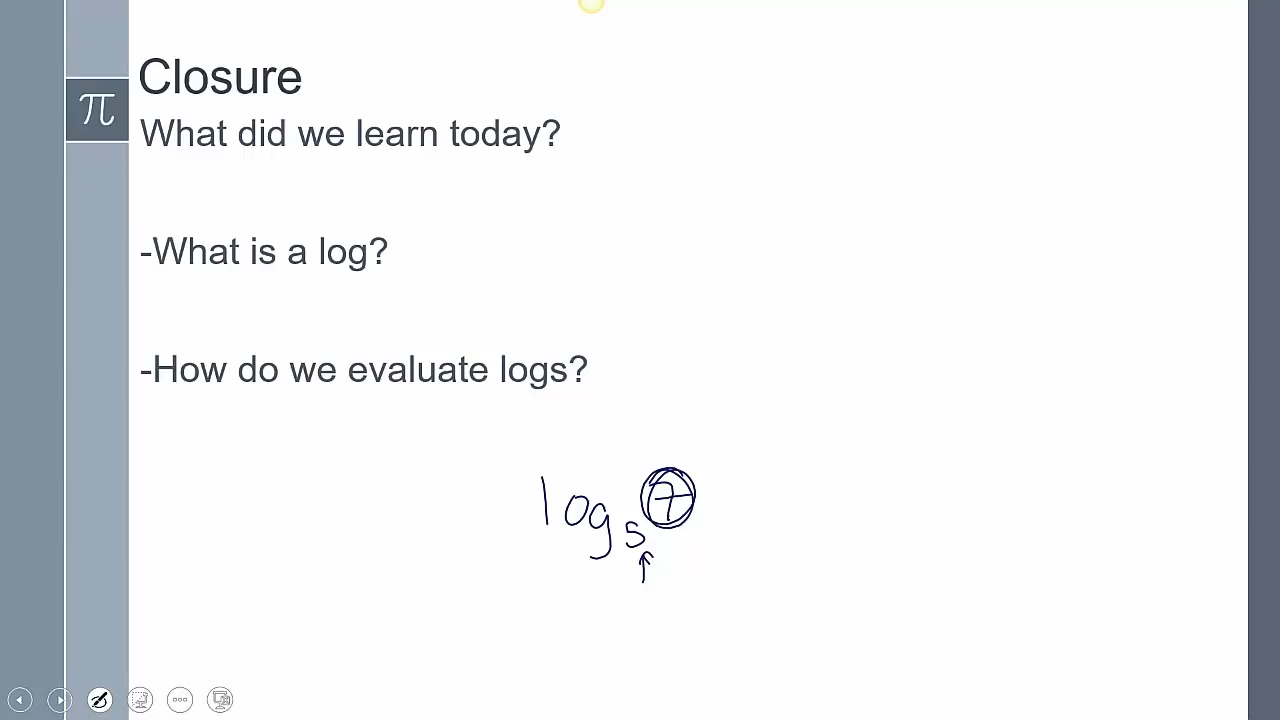 Closure
π
What did we learn today?
-What is a log?
-How do we evaluate logs?
log₅ 7